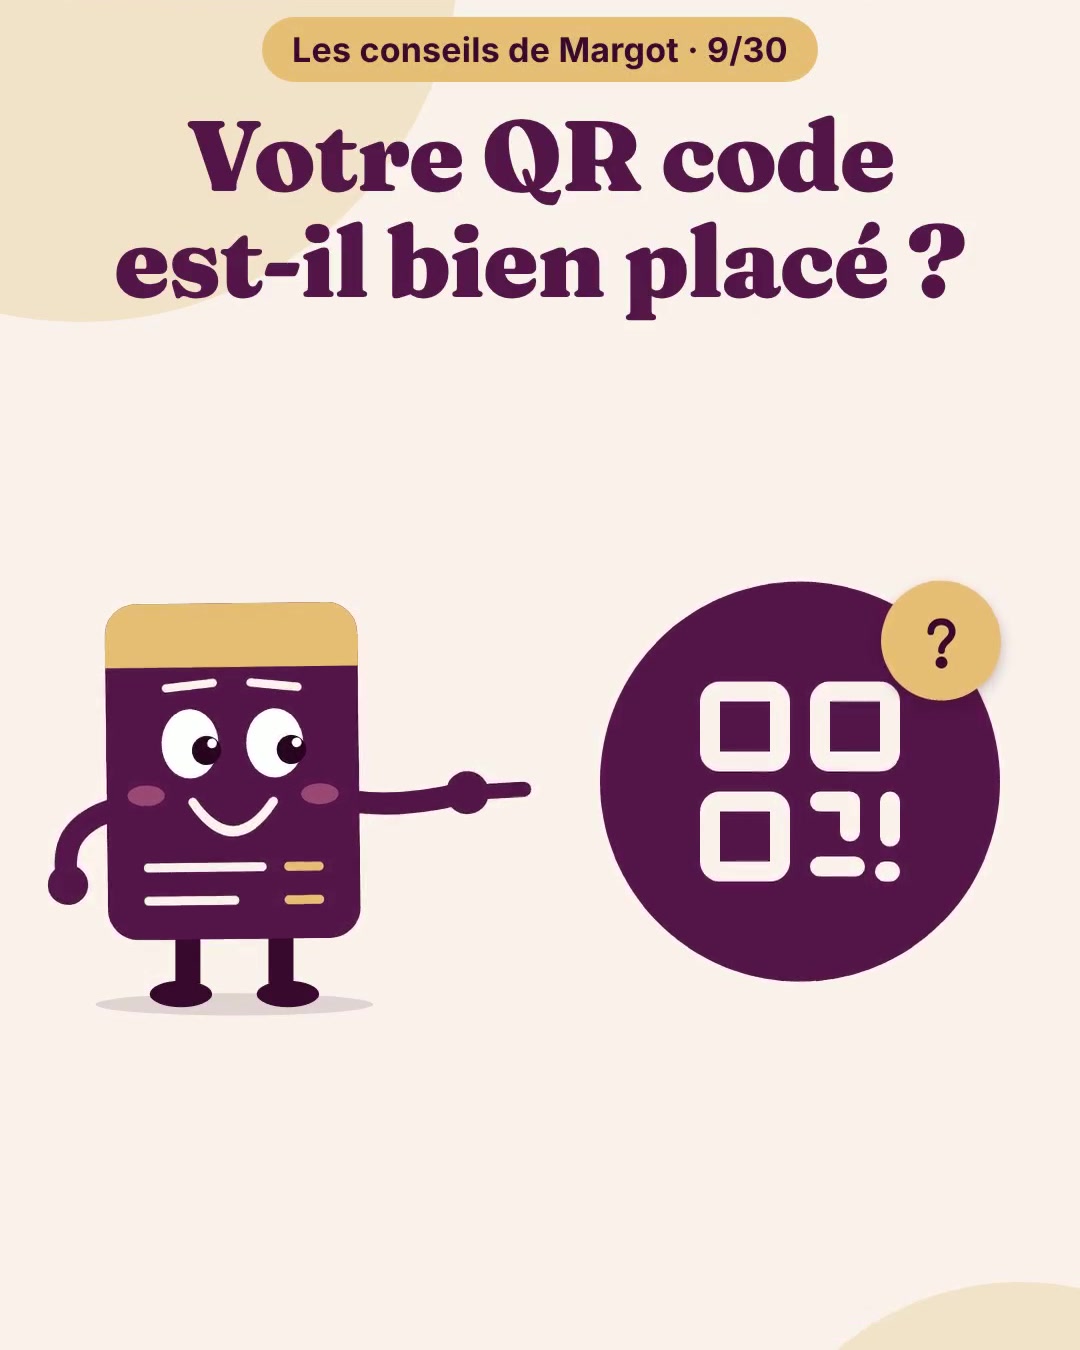 Les conseils de Margot · 9/30
Votre QR code
est-il bien placé ?
?